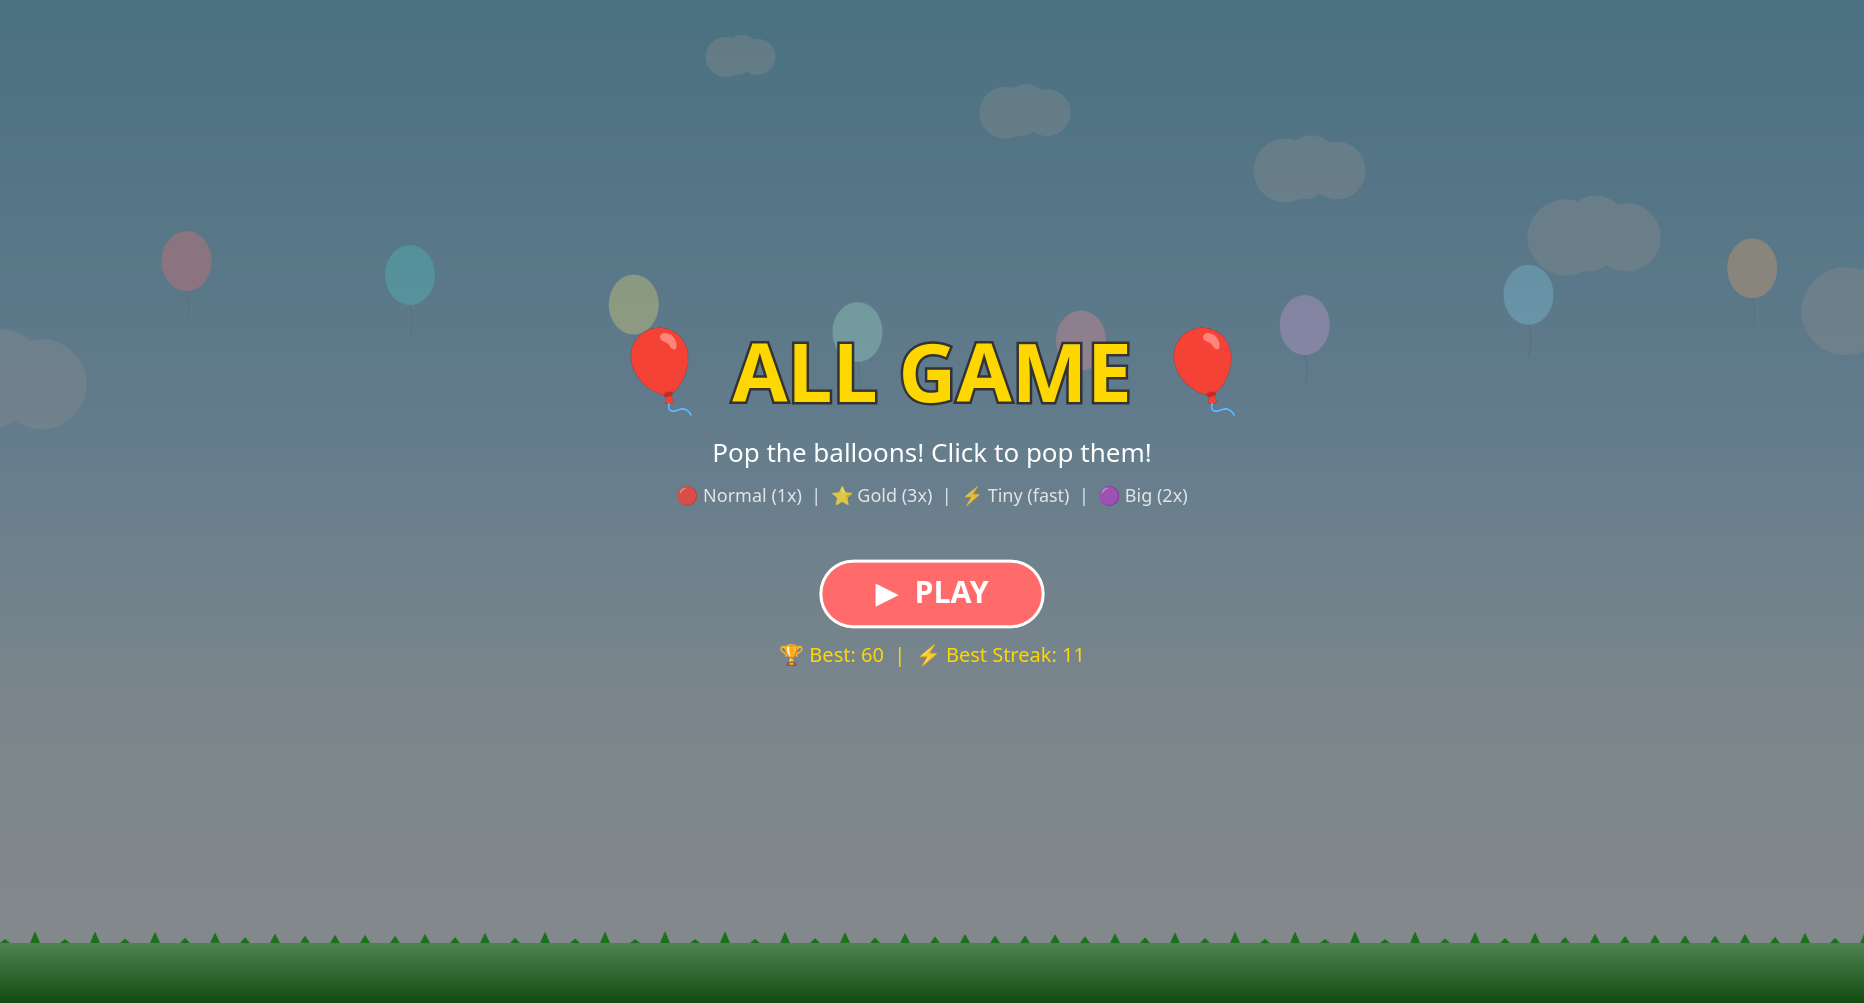 🎈 ALL GAME 🎈
Pop the balloons! Click to pop them!
🔴 Normal (1x) | ⭐ Gold (3x) | ⚡ Tiny (fast) | 🟣 Big (2x)
▶ PLAY
🏆 Best: 60 | ⚡ Best Streak: 11